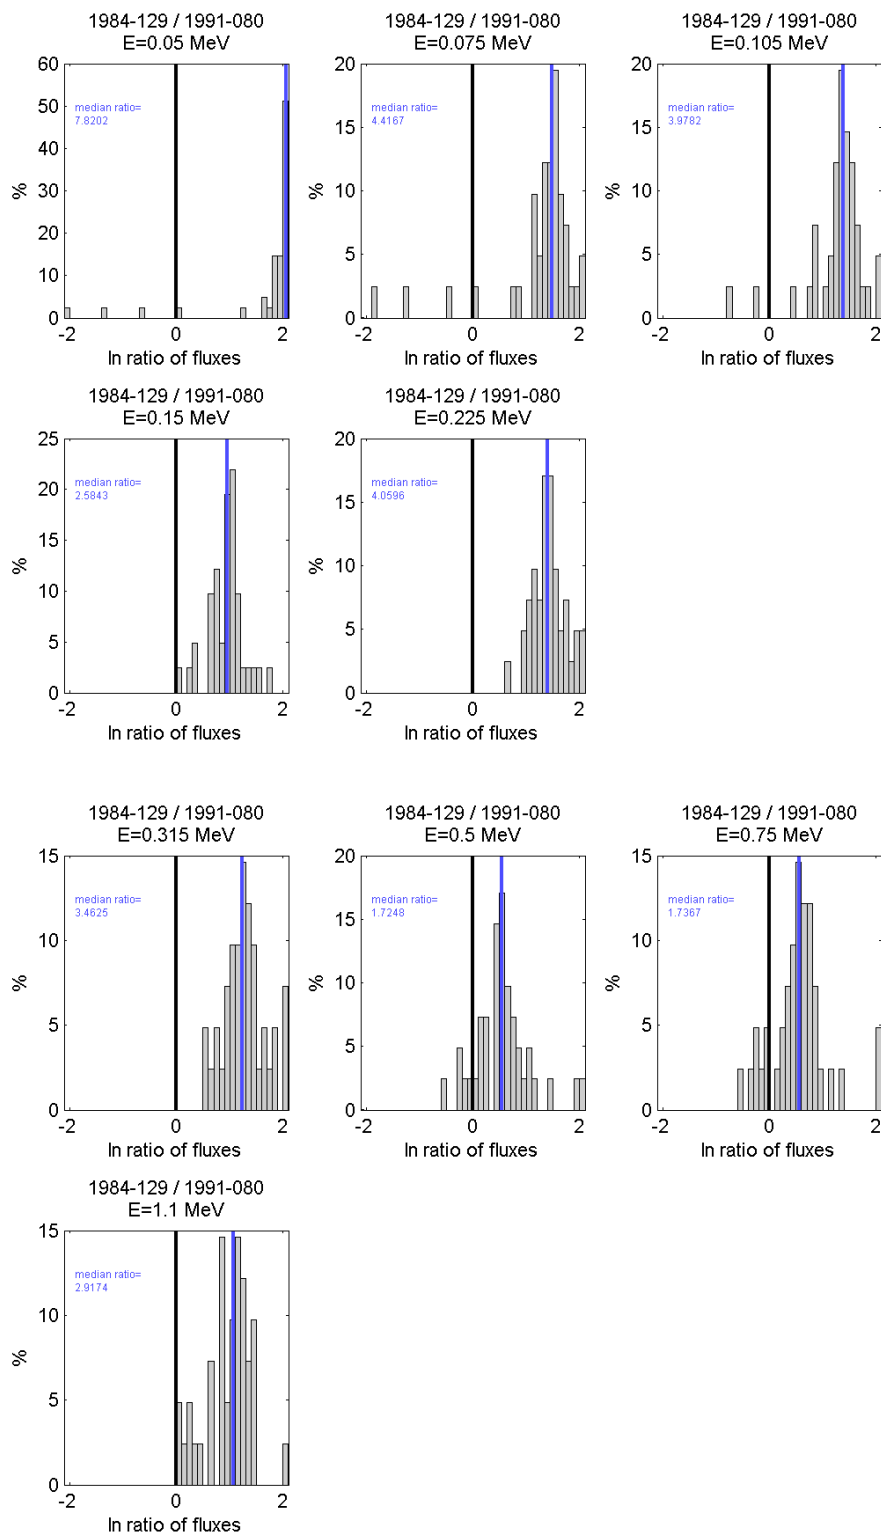 1984-129 / 1991-080
E=0.05 MeV
60
50
40
30
20
10
0
%
median ratio=
7.8202
-2 0 2
ln ratio of fluxes
1984-129 / 1991-080
E=0.075 MeV
20
15
10
5
0
%
median ratio=
4.4167
-2 0 2
ln ratio of fluxes
1984-129 / 1991-080
E=0.105 MeV
20
15
10
5
0
%
median ratio=
3.9782
-2 0 2
ln ratio of fluxes
1984-129 / 1991-080
E=0.15 MeV
25
20
15
10
5
0
%
median ratio=
2.5843
-2 0 2
ln ratio of fluxes
1984-129 / 1991-080
E=0.225 MeV
20
15
10
5
0
%
median ratio=
4.0596
-2 0 2
ln ratio of fluxes
1984-129 / 1991-080
E=0.315 MeV
15
10
5
0
%
median ratio=
3.4625
-2 0 2
ln ratio of fluxes
1984-129 / 1991-080
E=0.5 MeV
20
15
10
5
0
%
median ratio=
1.7248
-2 0 2
ln ratio of fluxes
1984-129 / 1991-080
E=0.75 MeV
15
10
5
0
%
median ratio=
1.7367
-2 0 2
ln ratio of fluxes
1984-129 / 1991-080
E=1.1 MeV
15
10
5
0
%
median ratio=
2.9174
-2 0 2
ln ratio of fluxes